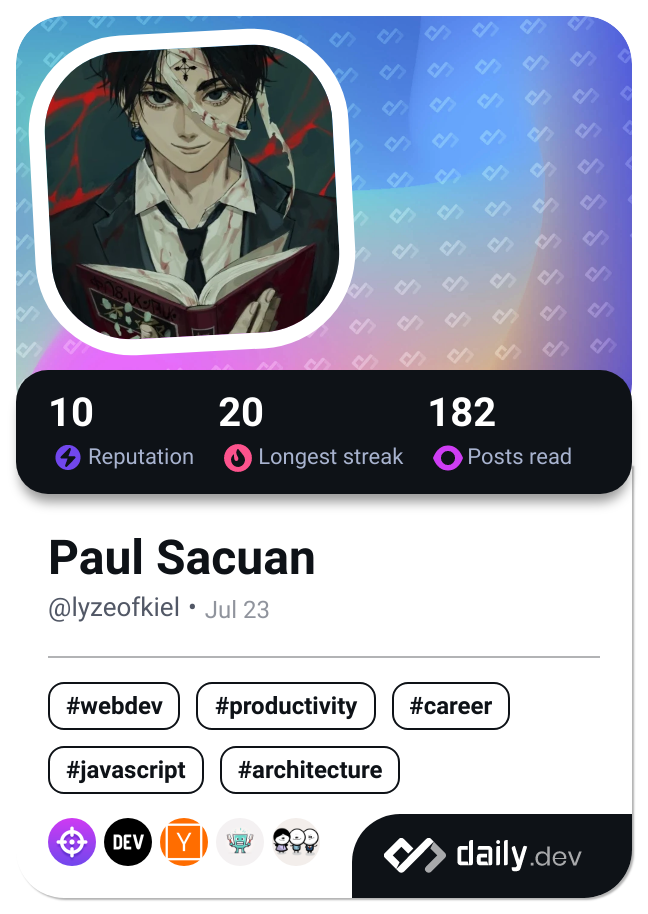 10 20 182
Reputation Longest streak Posts read
Paul Sacuan
@lyzeofkiel • Jul 23
#webdev #productivity #career
#javascript #architecture
DEV Y
daily.dev